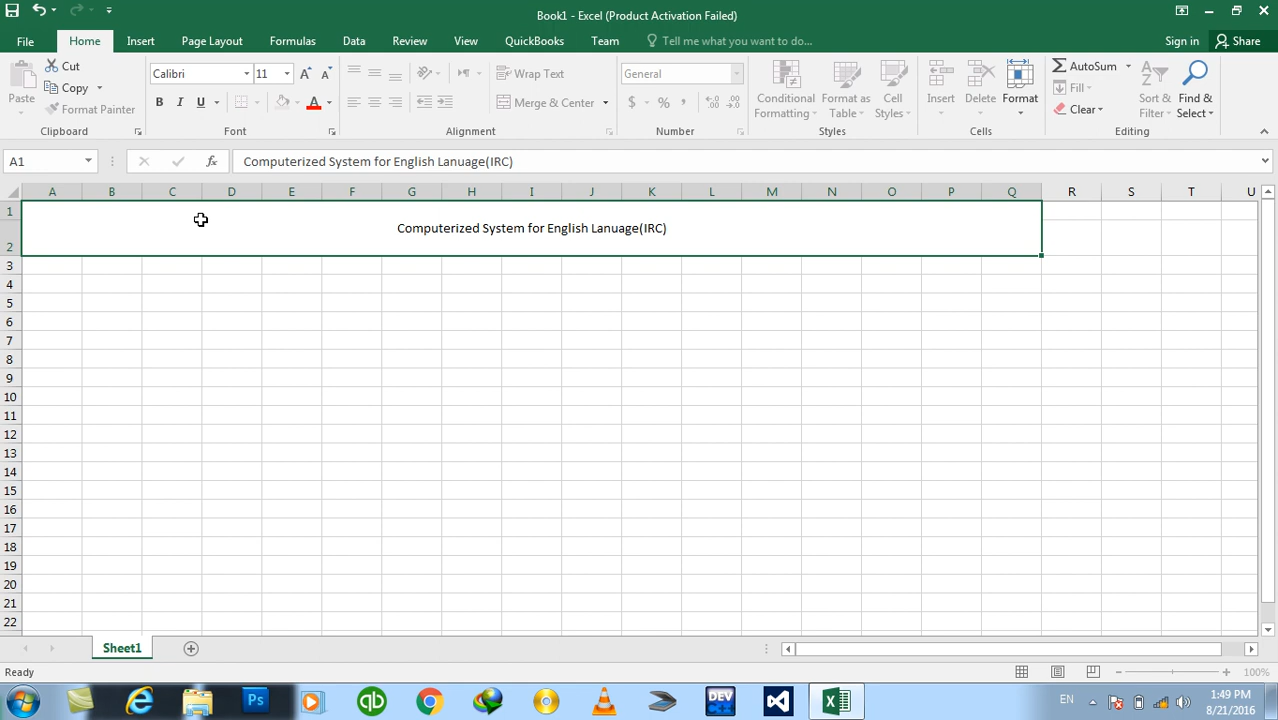 Book1 - Excel (Product Activation Failed)
File Home Insert Page Layout Formulas Data Review View QuickBooks Team Tell me what you want to do... Sign in Share
Paste Cut Copy Format Painter Clipboard
Calibri 11 B I U A Font
Wrap Text Merge & Center Alignment
General $ % , Number
Conditional Formatting Format as Table Cell Styles Styles
Insert Delete Format Cells
AutoSum Fill Clear Sort & Filter Find & Select Editing
A1 fx Computerized System for English Lanuage(IRC)
A B C D E F G H I J K L M N O P Q R S T U
1
Computerized System for English Lanuage(IRC)
2
3
4
5
6
7
8
9
10
11
12
13
14
15
16
17
18
19
20
21
22
Sheet1
Ready 100%
Ps qb DEV EN 1:49 PM
8/21/2016